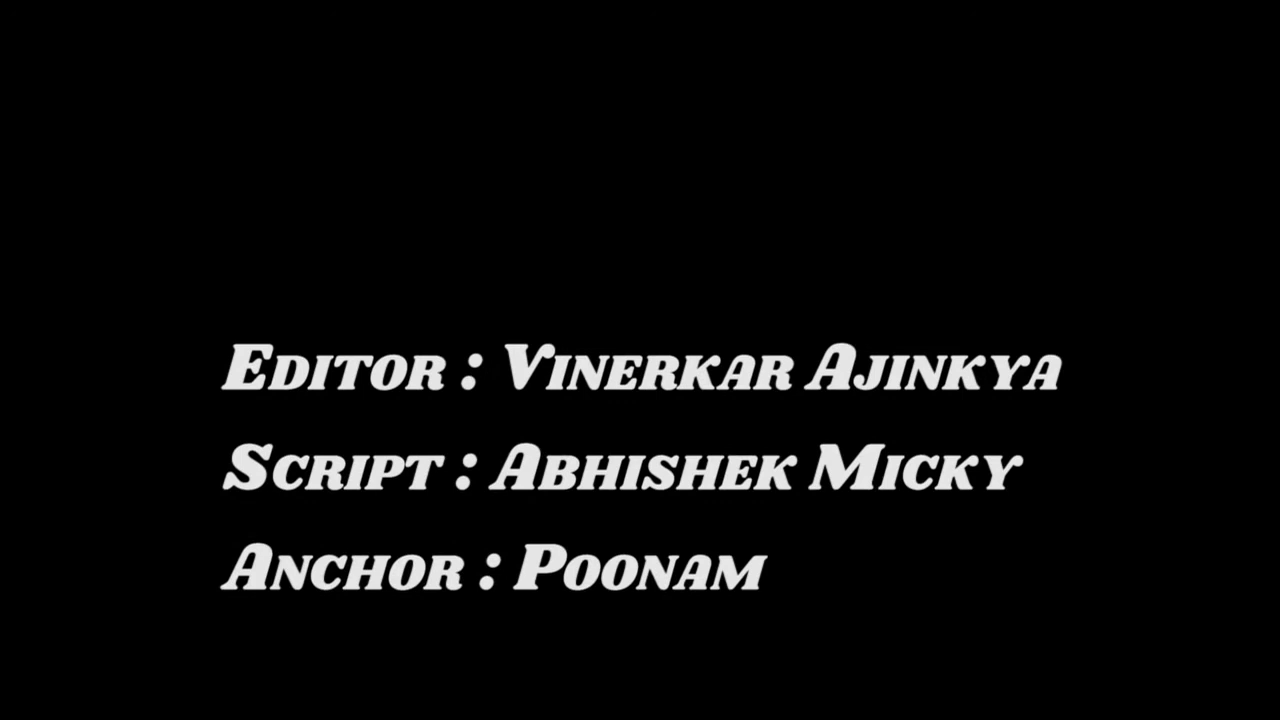 Editor : Vinerkar Ajinkya
Script : Abhishek Micky
Anchor : Poonam